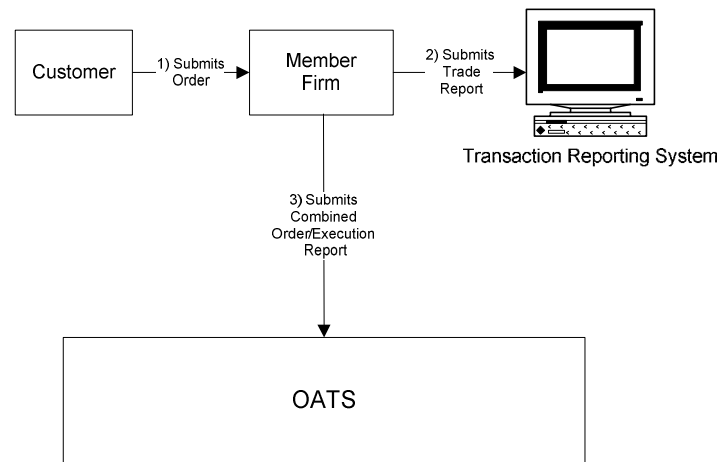 Customer
1) Submits
Order
Member
Firm
2) Submits
Trade
Report
Transaction Reporting System
3) Submits
Combined
Order/Execution
Report
OATS